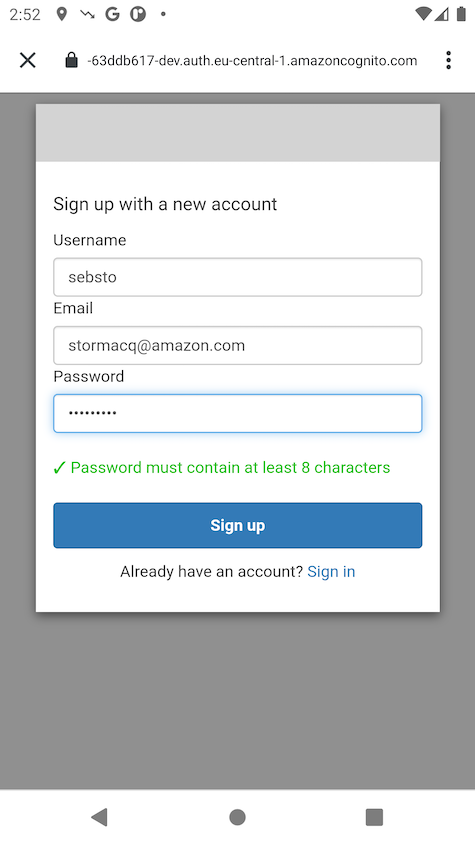 2:52
-63ddb617-dev.auth.eu-central-1.amazoncognito.com
Sign up with a new account
Username
sebsto
Email
stormacq@amazon.com
Password
•••••••••
✓ Password must contain at least 8 characters
Sign up
Already have an account? Sign in